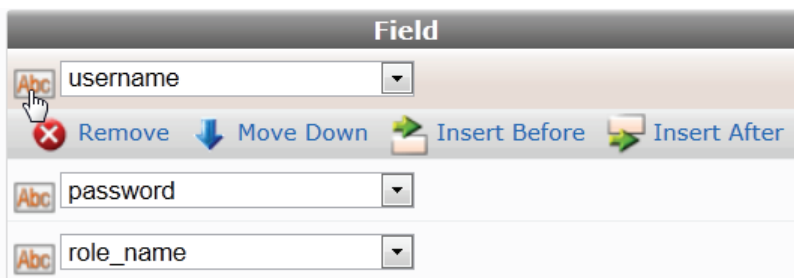 Field
Abc username
Remove Move Down Insert Before Insert After
Abc password
Abc role_name